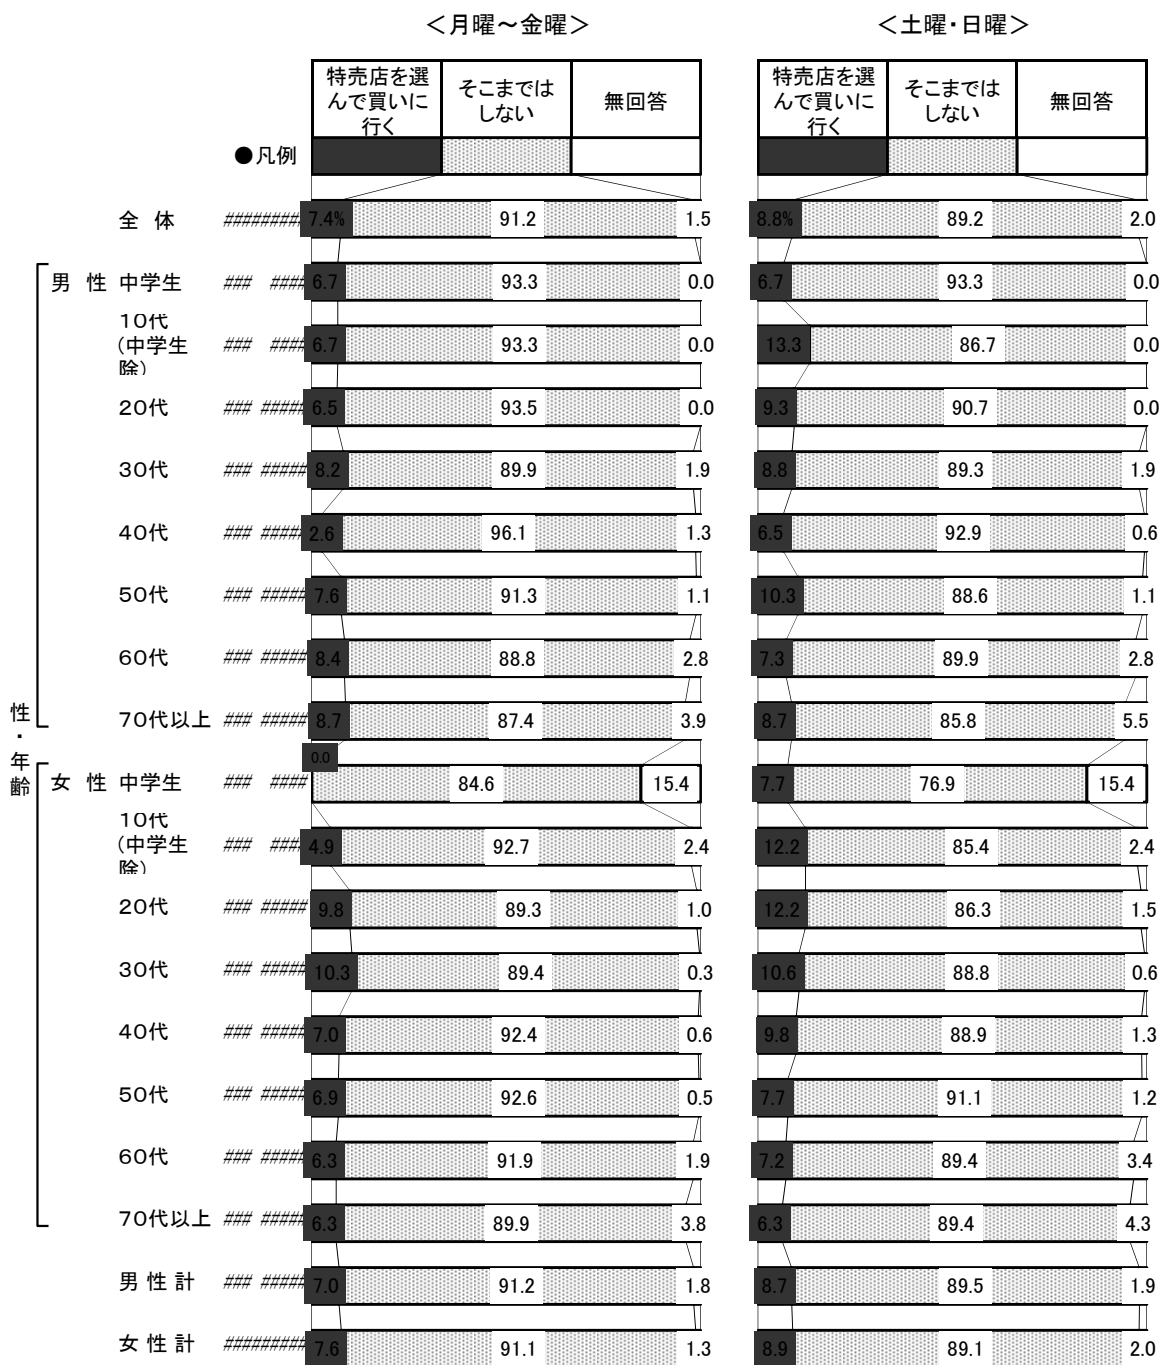 ＜月曜～金曜＞ ＜土曜・日曜＞
特売店を選んで買いに行く そこまではしない 無回答 特売店を選んで買いに行く そこまではしない 無回答
●凡例
全 体 ######## 7.4% 91.2 1.5 8.8% 89.2 2.0
男 性 中学生 ### #### 6.7 93.3 0.0 6.7 93.3 0.0
10代(中学生除) ### #### 6.7 93.3 0.0 13.3 86.7 0.0
20代 ### ##### 6.5 93.5 0.0 9.3 90.7 0.0
30代 ### ##### 8.2 89.9 1.9 8.8 89.3 1.9
40代 ### ##### 2.6 96.1 1.3 6.5 92.9 0.6
50代 ### ##### 7.6 91.3 1.1 10.3 88.6 1.1
60代 ### ##### 8.4 88.8 2.8 7.3 89.9 2.8
70代以上 ### ##### 8.7 87.4 3.9 8.7 85.8 5.5
性・年齢
女 性 中学生 ### #### 0.0 84.6 15.4 7.7 76.9 15.4
10代(中学生除) ### #### 4.9 92.7 2.4 12.2 85.4 2.4
20代 ### ##### 9.8 89.3 1.0 12.2 86.3 1.5
30代 ### ##### 10.3 89.4 0.3 10.6 88.8 0.6
40代 ### ##### 7.0 92.4 0.6 9.8 88.9 1.3
50代 ### ##### 6.9 92.6 0.5 7.7 91.1 1.2
60代 ### ##### 6.3 91.9 1.9 7.2 89.4 3.4
70代以上 ### ##### 6.3 89.9 3.8 6.3 89.4 4.3
男 性 計 ### ##### 7.0 91.2 1.8 8.7 89.5 1.9
女 性 計 ######### 7.6 91.1 1.3 8.9 89.1 2.0